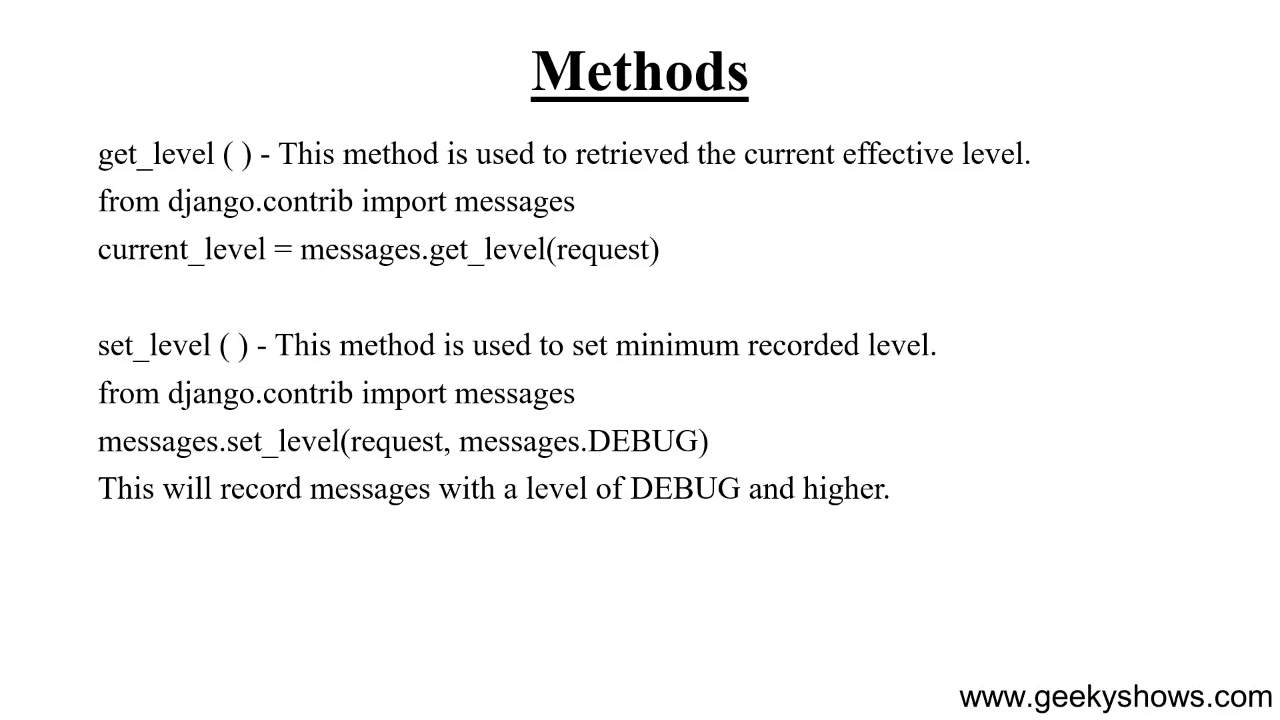 Methods
get_level ( ) - This method is used to retrieved the current effective level.
from django.contrib import messages
current_level = messages.get_level(request)
set_level ( ) - This method is used to set minimum recorded level.
from django.contrib import messages
messages.set_level(request, messages.DEBUG)
This will record messages with a level of DEBUG and higher.
www.geekyshows.com